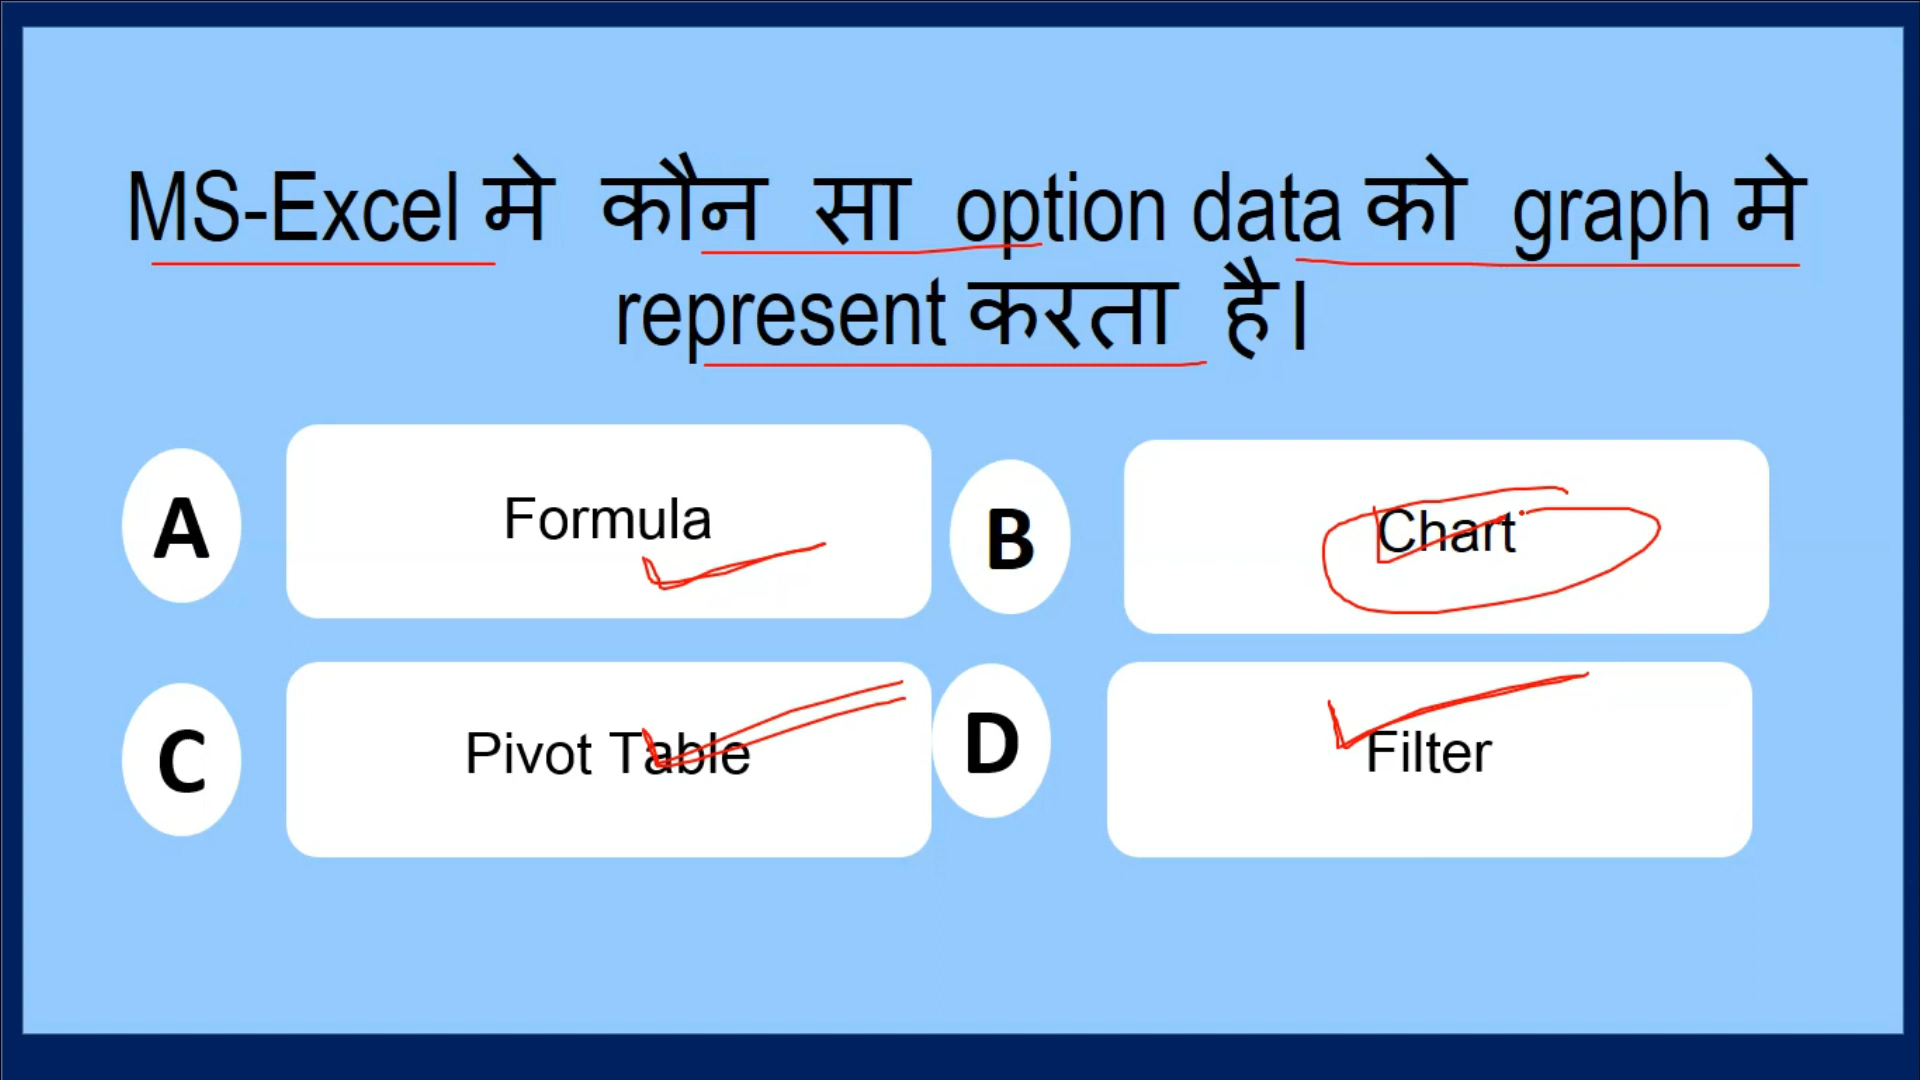 MS-Excel मे कौन सा option data को graph मे
represent करता है।
A Formula
B Chart
C Pivot Table
D Filter